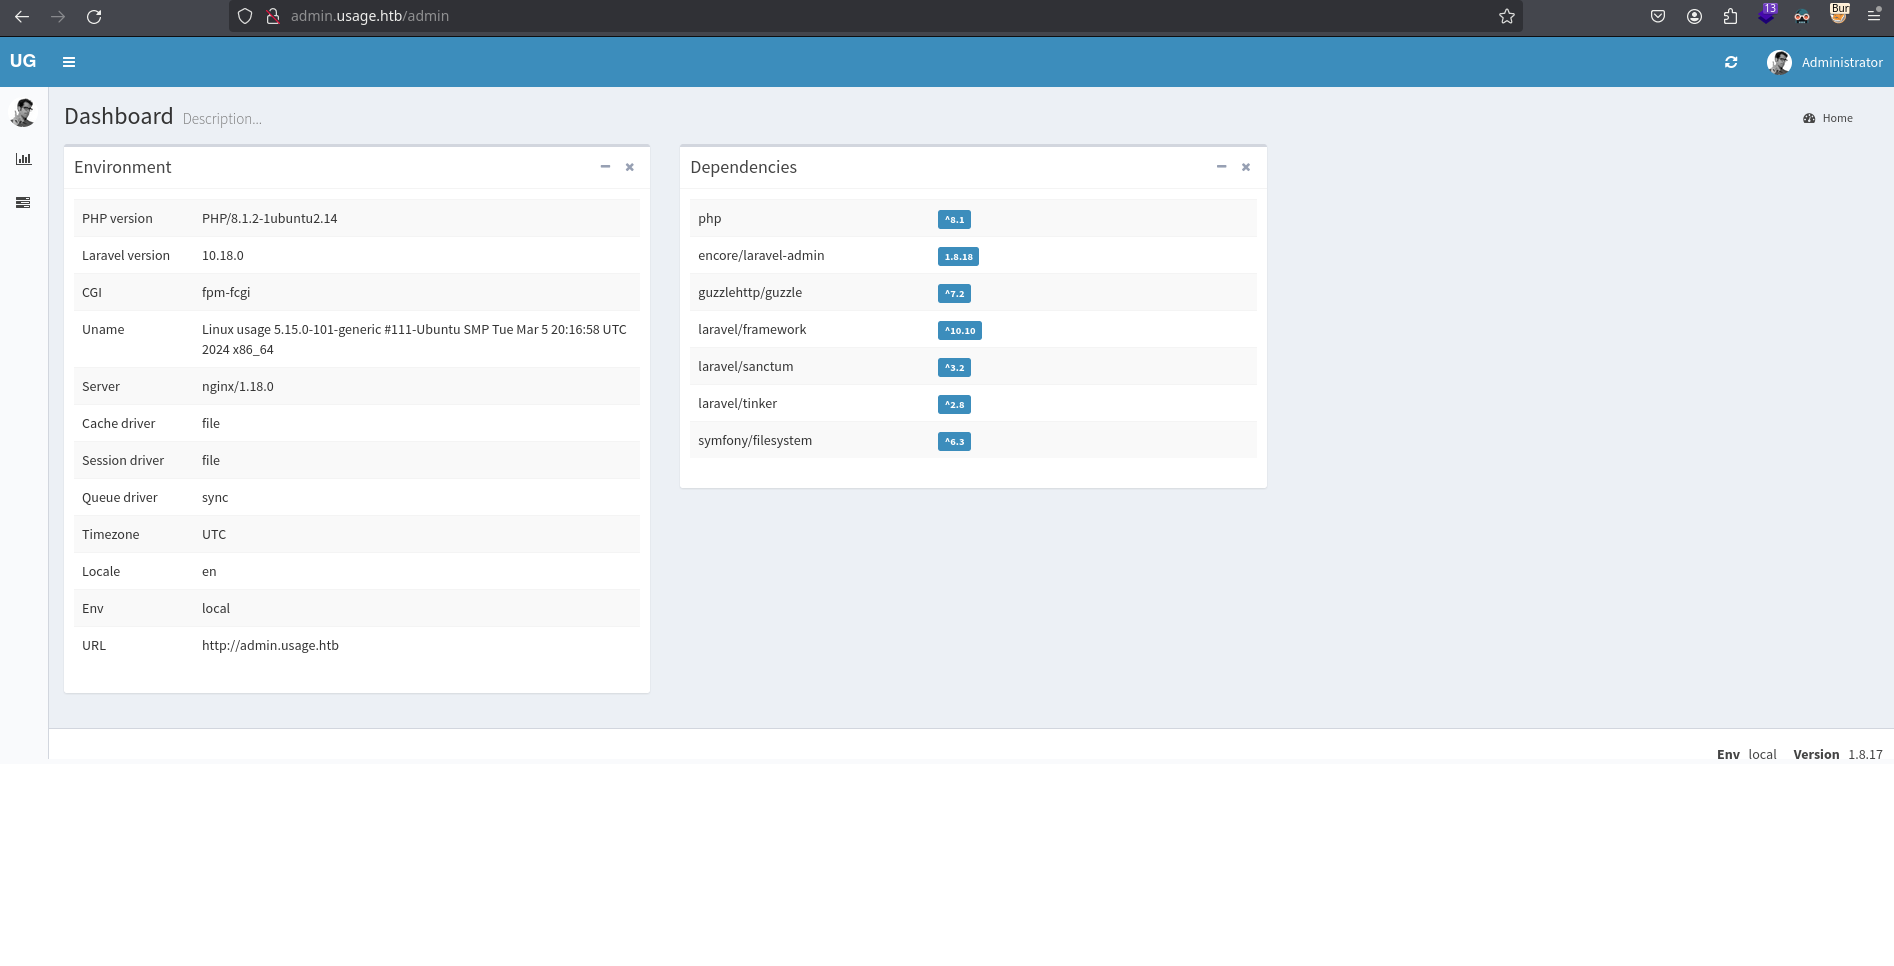 admin.usage.htb/admin
13
Bur
UG
Administrator
Dashboard Description...
Home
Environment
PHP version PHP/8.1.2-1ubuntu2.14
Laravel version 10.18.0
CGI fpm-fcgi
Uname Linux usage 5.15.0-101-generic #111-Ubuntu SMP Tue Mar 5 20:16:58 UTC
2024 x86_64
Server nginx/1.18.0
Cache driver file
Session driver file
Queue driver sync
Timezone UTC
Locale en
Env local
URL http://admin.usage.htb
Dependencies
php ^8.1
encore/laravel-admin 1.8.18
guzzlehttp/guzzle ^7.2
laravel/framework ^10.10
laravel/sanctum ^3.2
laravel/tinker ^2.8
symfony/filesystem ^6.3
Env local Version 1.8.17